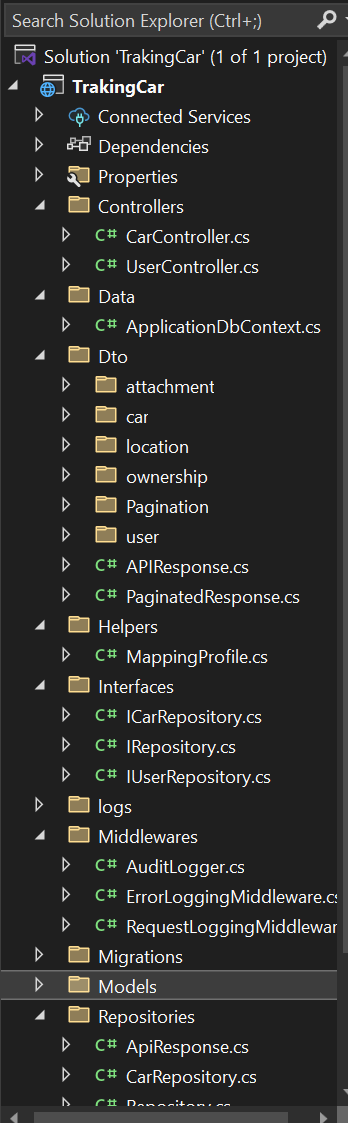 Search Solution Explorer (Ctrl+;)
Solution 'TrakingCar' (1 of 1 project)
TrakingCar
Connected Services
Dependencies
Properties
Controllers
C# CarController.cs
C# UserController.cs
Data
C# ApplicationDbContext.cs
Dto
attachment
car
location
ownership
Pagination
user
C# APIResponse.cs
C# PaginatedResponse.cs
Helpers
C# MappingProfile.cs
Interfaces
C# ICarRepository.cs
C# IRepository.cs
C# IUserRepository.cs
logs
Middlewares
C# AuditLogger.cs
C# ErrorLoggingMiddleware.cs
C# RequestLoggingMiddlewar
Migrations
Models
Repositories
C# ApiResponse.cs
C# CarRepository.cs
C# Repository.cs